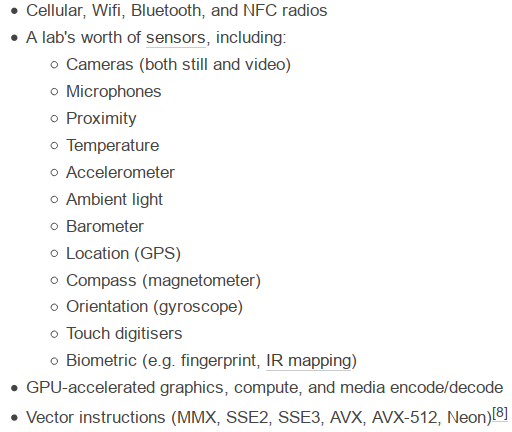 • Cellular, Wifi, Bluetooth, and NFC radios
• A lab's worth of sensors, including:
○ Cameras (both still and video)
○ Microphones
○ Proximity
○ Temperature
○ Accelerometer
○ Ambient light
○ Barometer
○ Location (GPS)
○ Compass (magnetometer)
○ Orientation (gyroscope)
○ Touch digitisers
○ Biometric (e.g. fingerprint, IR mapping)
• GPU-accelerated graphics, compute, and media encode/decode
• Vector instructions (MMX, SSE2, SSE3, AVX, AVX-512, Neon)[8]